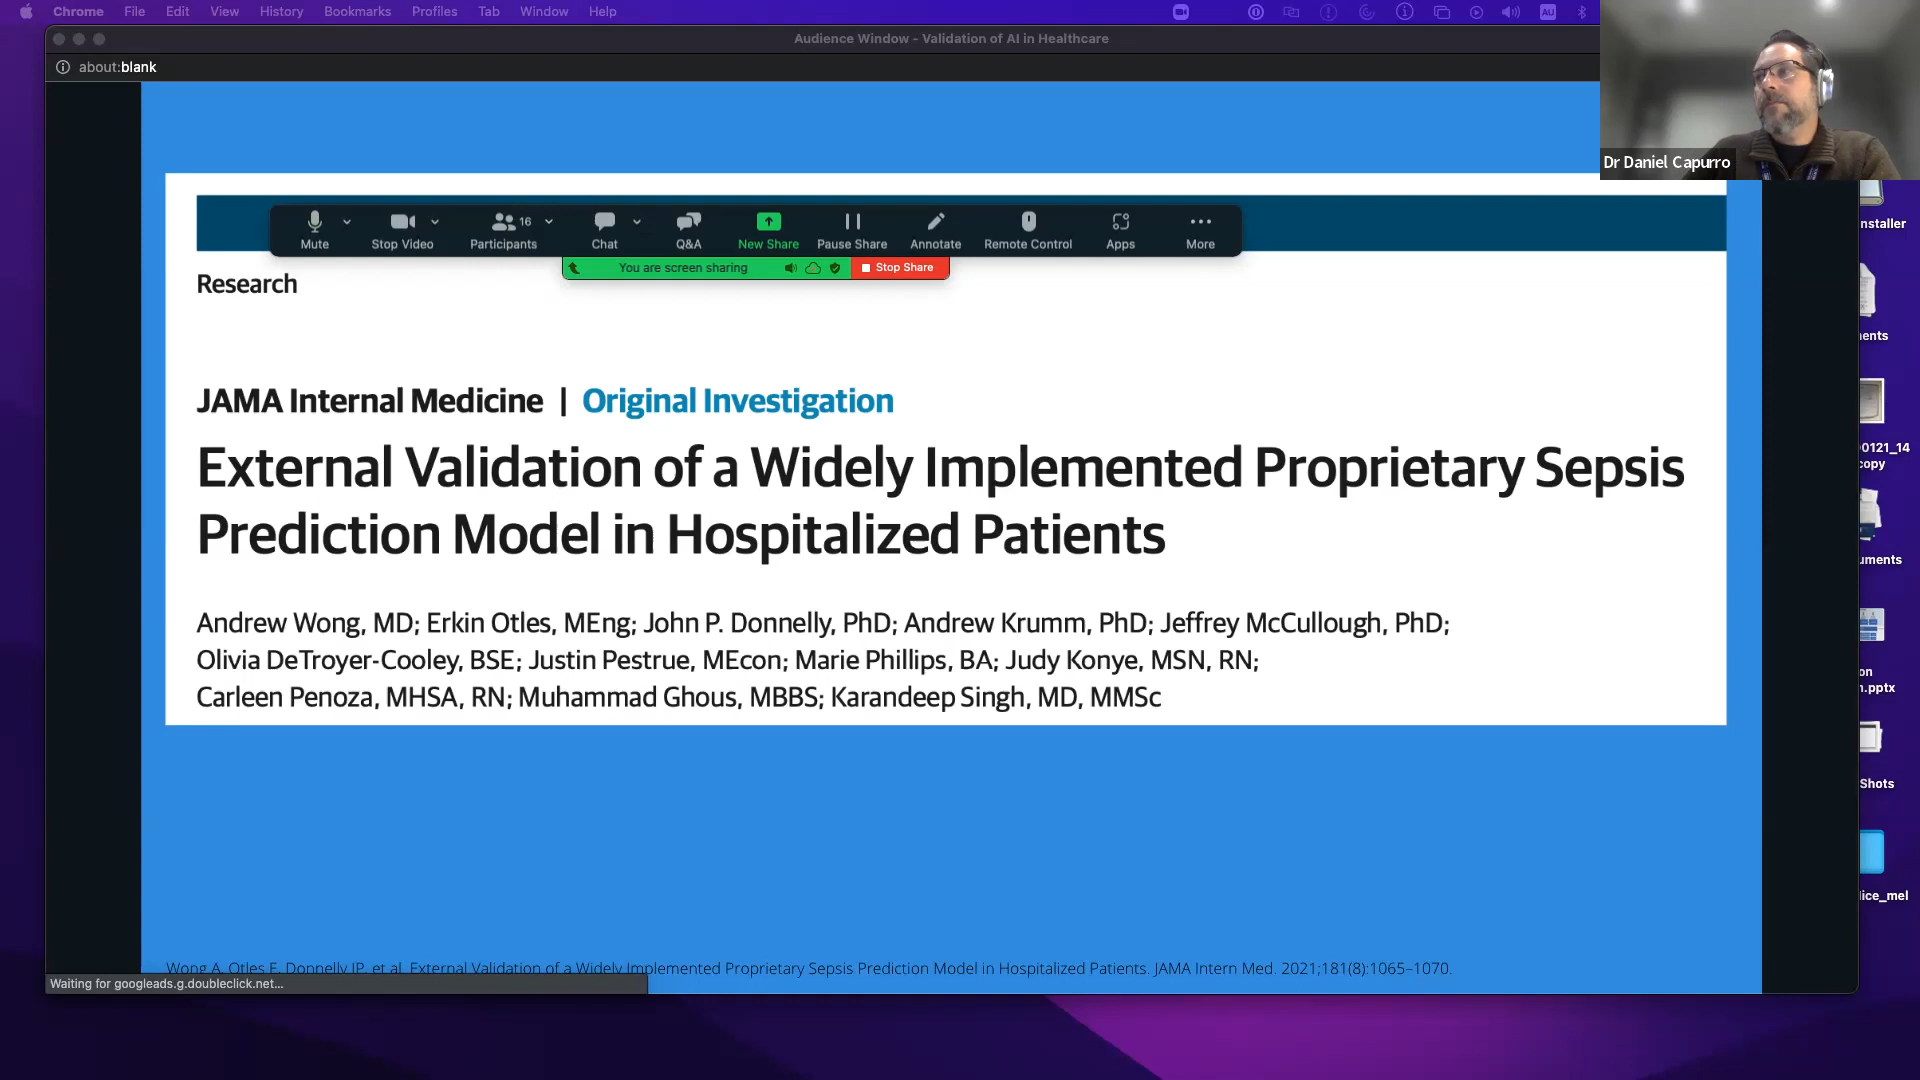 Chrome File Edit View History Bookmarks Profiles Tab Window Help AU
Audience Window - Validation of AI in Healthcare
about:blank
Dr Daniel Capurro
Mute Stop Video Participants 16 Chat Q&A New Share Pause Share Annotate Remote Control Apps More
You are screen sharing Stop Share
Research
JAMA Internal Medicine | Original Investigation
External Validation of a Widely Implemented Proprietary Sepsis
Prediction Model in Hospitalized Patients
Andrew Wong, MD; Erkin Otles, MEng; John P. Donnelly, PhD; Andrew Krumm, PhD; Jeffrey McCullough, PhD;
Olivia DeTroyer-Cooley, BSE; Justin Pestrue, MEcon; Marie Phillips, BA; Judy Konye, MSN, RN;
Carleen Penoza, MHSA, RN; Muhammad Ghous, MBBS; Karandeep Singh, MD, MMSc
Wong A, Otles E, Donnelly JP, et al. External Validation of a Widely Implemented Proprietary Sepsis Prediction Model in Hospitalized Patients. JAMA Intern Med. 2021;181(8):1065–1070.
Waiting for googleads.g.doubleclick.net...
nstaller
ents
0121_14
copy
uments
on
n.pptx
Shots
lice_mel